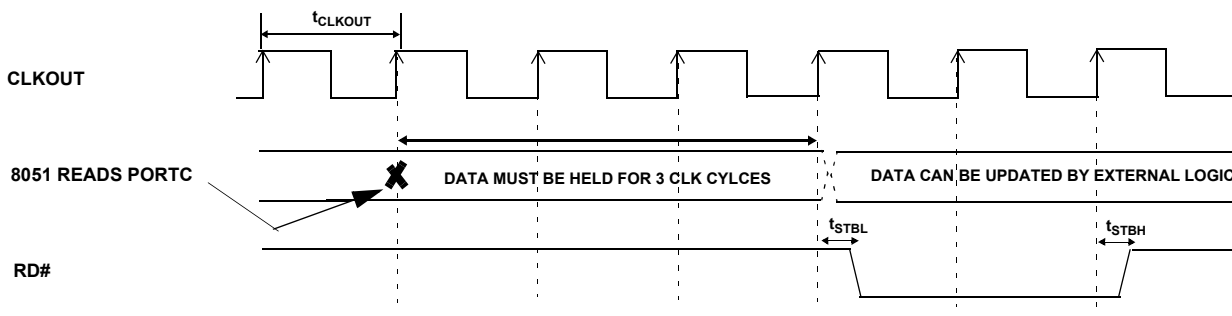 tCLKOUT
CLKOUT
8051 READS PORTC
DATA MUST BE HELD FOR 3 CLK CYLCES
DATA CAN BE UPDATED BY EXTERNAL LOGIC
tSTBL
tSTBH
RD#